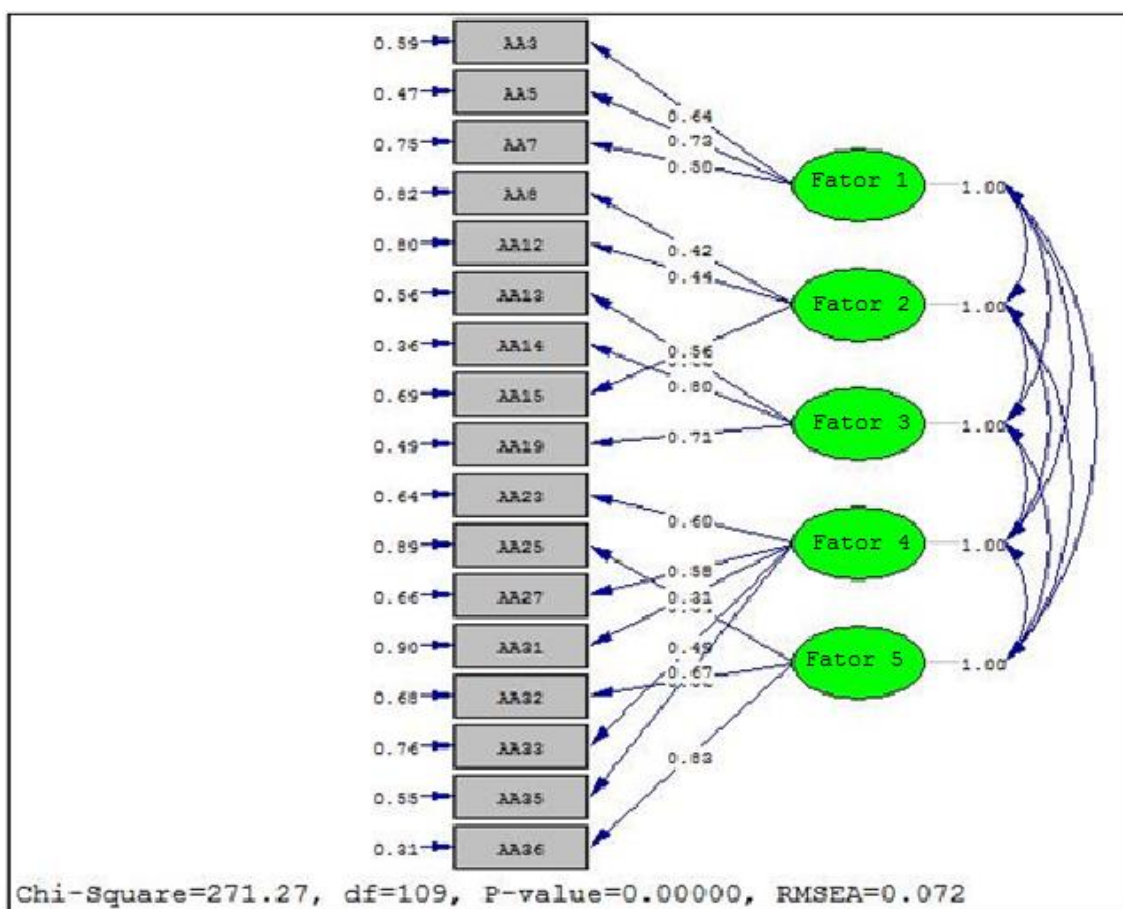 0.59 AA3
0.47 AA5
0.75 AA7
0.82 AA8
0.80 AA12
0.56 AA13
0.36 AA14
0.69 AA15
0.49 AA19
0.64 AA23
0.89 AA25
0.66 AA27
0.90 AA31
0.68 AA32
0.76 AA33
0.55 AA35
0.31 AA36
0.64
0.73
0.50
0.42
0.44
0.56
0.80
0.71
0.60
0.58
0.31
0.49
0.67
0.83
Fator 1 1.00
Fator 2 1.00
Fator 3 1.00
Fator 4 1.00
Fator 5 1.00
Chi-Square=271.27, df=109, P-value=0.00000, RMSEA=0.072